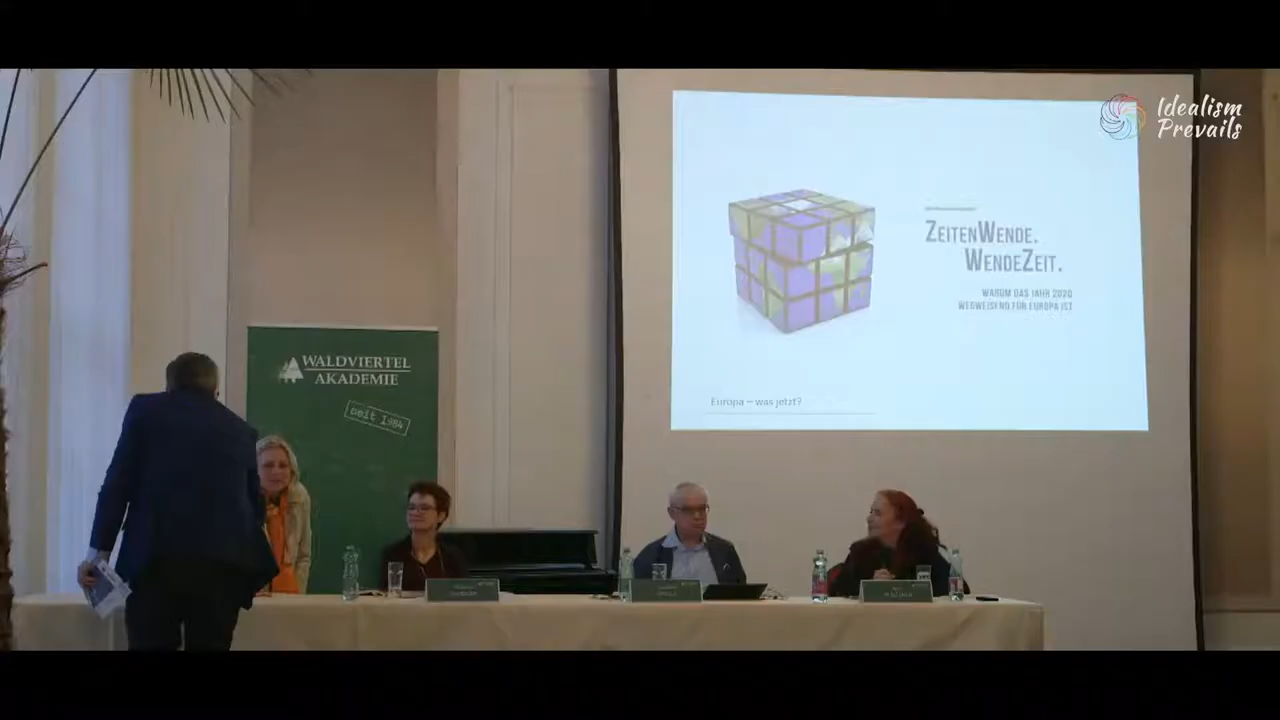 Idealism
Prevails
ZEITENWENDE.
WENDEZEIT.
WARUM DAS JAHR 2020
WEGWEISEND FÜR EUROPA IST
Europa – was jetzt?
WALDVIERTEL
AKADEMIE
seit 1984